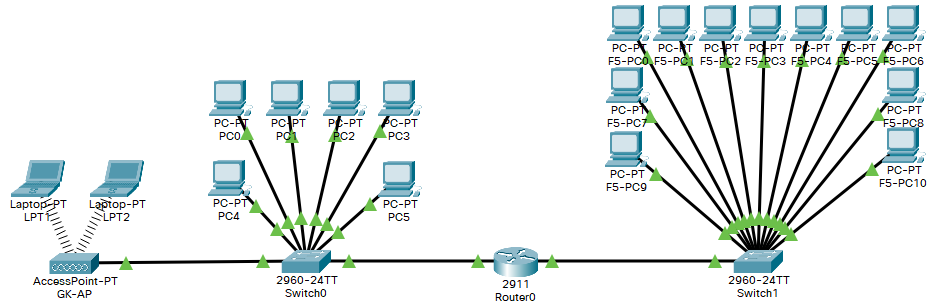 PC-PT
F5-PC0
PC-PT
F5-PC1
PC-PT
F5-PC2
PC-PT
F5-PC3
PC-PT
F5-PC4
PC-PT
F5-PC5
PC-PT
F5-PC6
PC-PT
PC0
PC-PT
PC1
PC-PT
PC2
PC-PT
PC3
PC-PT
F5-PC7
PC-PT
F5-PC8
Laptop-PT
LPT1
Laptop-PT
LPT2
PC-PT
PC4
PC-PT
PC5
PC-PT
F5-PC9
PC-PT
F5-PC10
AccessPoint-PT
GK-AP
2960-24TT
Switch0
2911
Router0
2960-24TT
Switch1